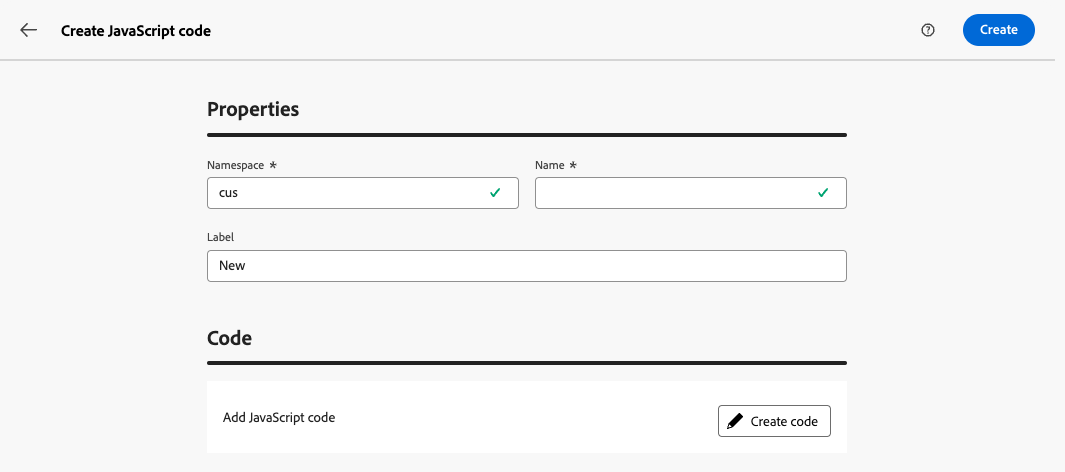 Create JavaScript code
Create
Properties
Namespace *
Name *
cus
Label
New
Code
Add JavaScript code
Create code